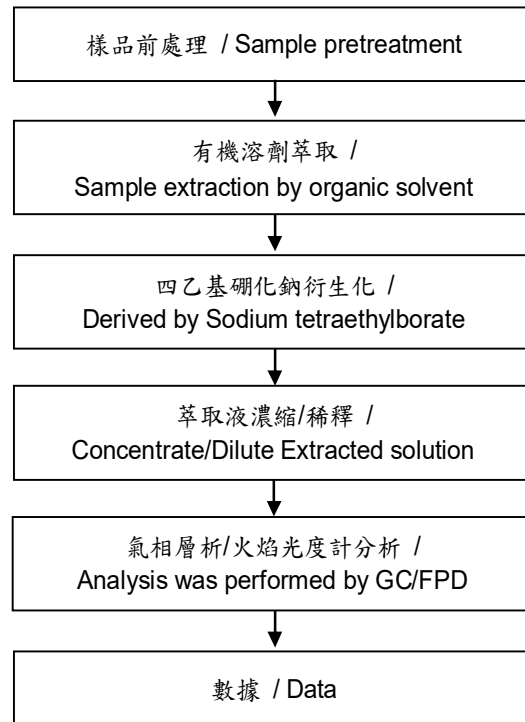 樣品前處理 / Sample pretreatment
有機溶劑萃取 /
Sample extraction by organic solvent
四乙基硼化鈉衍生化 /
Derived by Sodium tetraethylborate
萃取液濃縮/稀釋 /
Concentrate/Dilute Extracted solution
氣相層析/火焰光度計分析 /
Analysis was performed by GC/FPD
數據 / Data